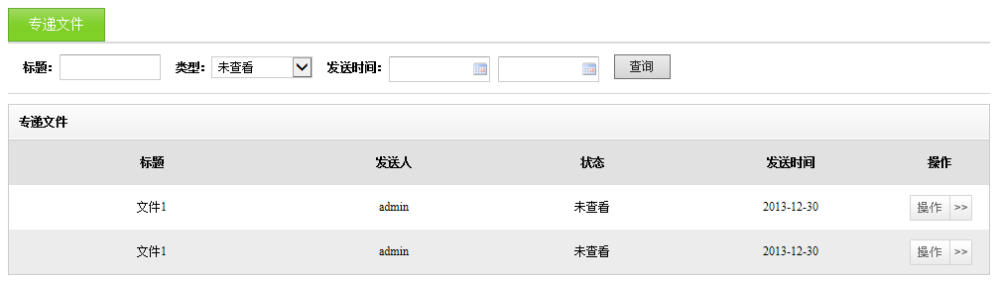 专递文件
标题： 类型： 未查看 发送时间： 查询
专递文件
标题 发送人 状态 发送时间 操作
文件1 admin 未查看 2013-12-30 操作 >>
文件1 admin 未查看 2013-12-30 操作 >>